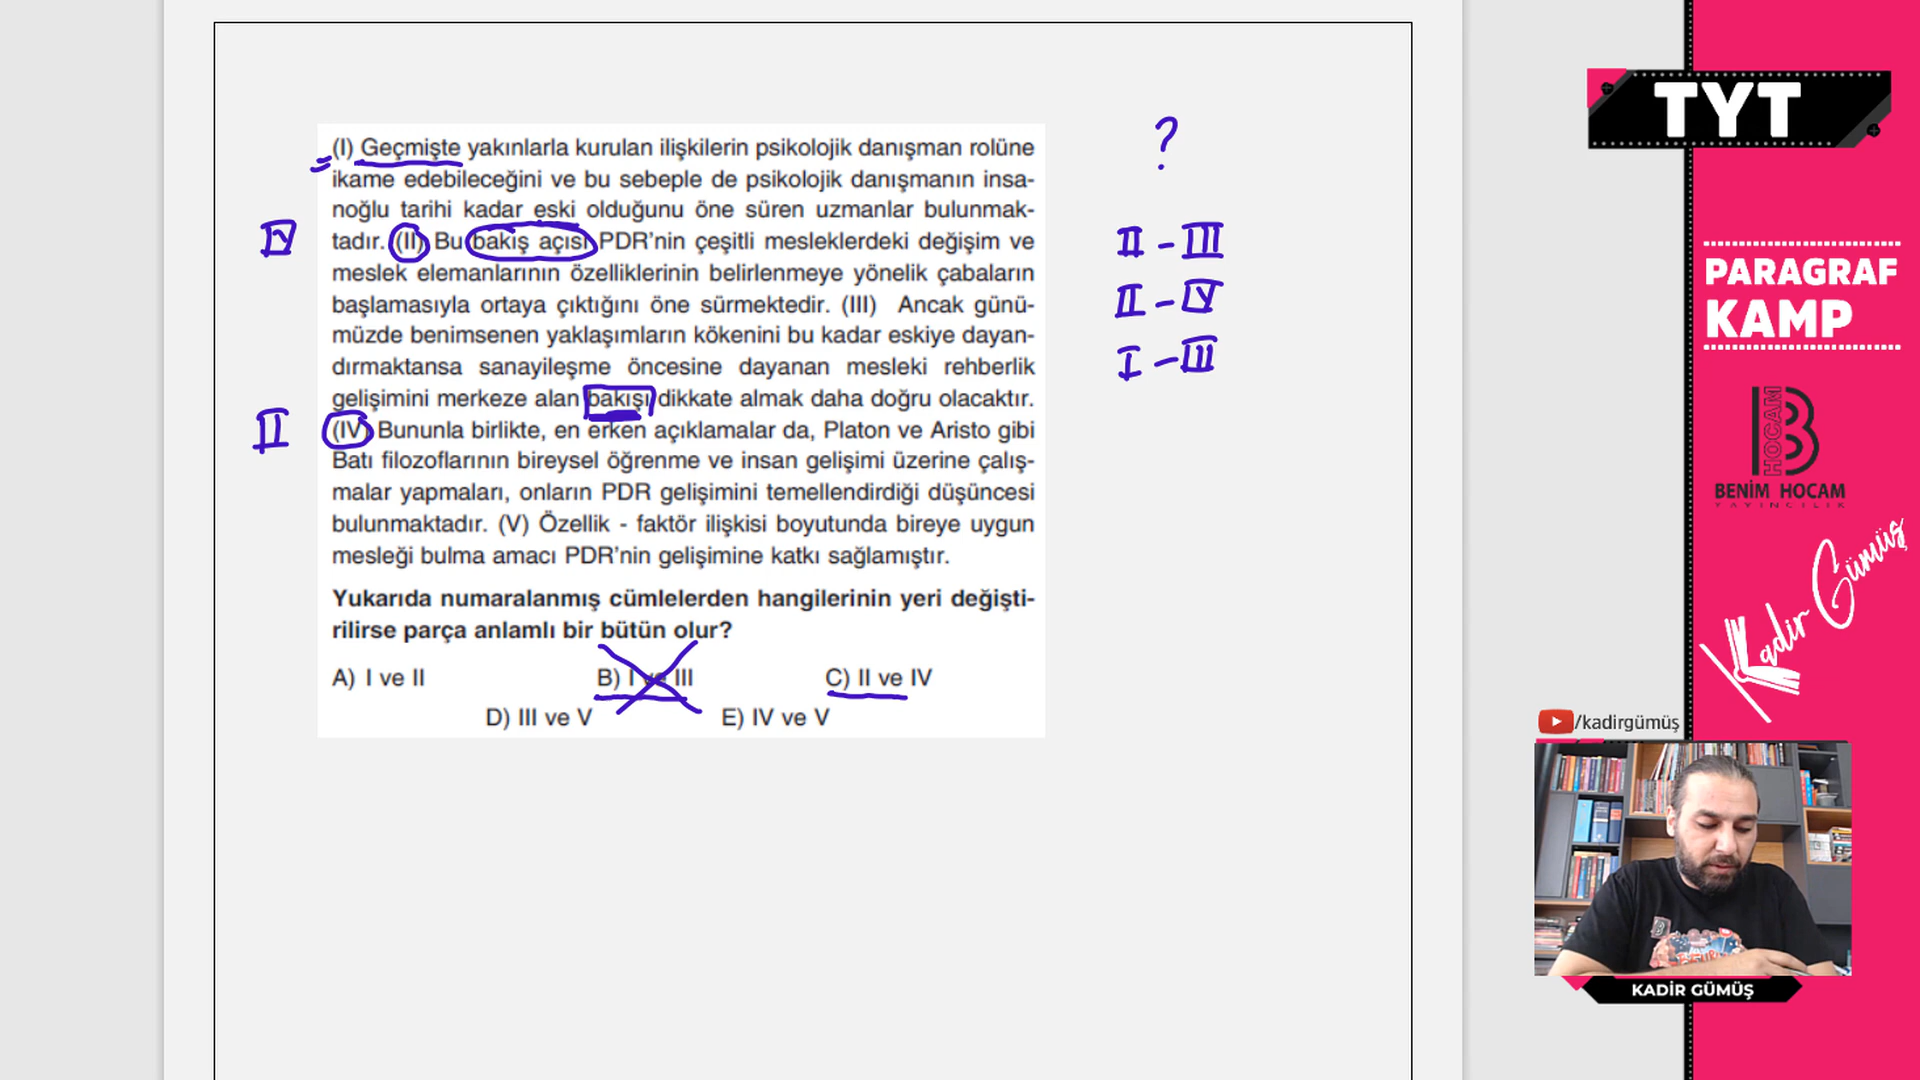 (I) Geçmişte yakınlarla kurulan ilişkilerin psikolojik danışman rolüne
ikame edebileceğini ve bu sebeple de psikolojik danışmanın insa-
noğlu tarihi kadar eski olduğunu öne süren uzmanlar bulunmak-
tadır. (II) Bu bakış açısı PDR'nin çeşitli mesleklerdeki değişim ve
meslek elemanlarının özelliklerinin belirlenmeye yönelik çabaların
başlamasıyla ortaya çıktığını öne sürmektedir. (III) Ancak günü-
müzde benimsenen yaklaşımların kökenini bu kadar eskiye dayan-
dırmaktansa sanayileşme öncesine dayanan mesleki rehberlik
gelişimini merkeze alan bakışı dikkate almak daha doğru olacaktır.
(IV) Bununla birlikte, en erken açıklamalar da, Platon ve Aristo gibi
Batı filozoflarının bireysel öğrenme ve insan gelişimi üzerine çalış-
malar yapmaları, onların PDR gelişimini temellendirdiği düşüncesi
bulunmaktadır. (V) Özellik - faktör ilişkisi boyutunda bireye uygun
mesleği bulma amacı PDR'nin gelişimine katkı sağlamıştır.
Yukarıda numaralanmış cümlelerden hangilerinin yeri değişti-
rilirse parça anlamlı bir bütün olur?
A) I ve II
B) I ve III
C) II ve IV
D) III ve V
E) IV ve V
IV
II
?
II - III
II - IV
I - III
TYT
PARAGRAF
KAMP
HOCAM
B
BENİM HOCAM
YAYINCILIK
Kadir Gümüş
/kadirgümüş
KADİR GÜMÜŞ